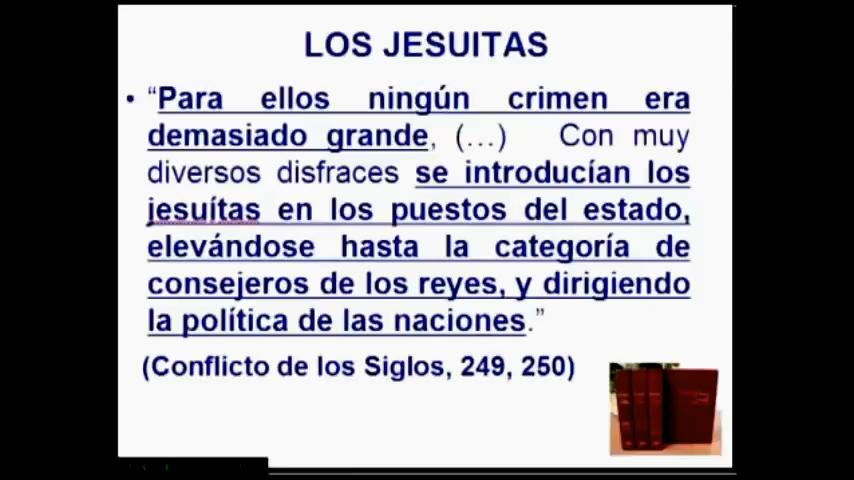 LOS JESUITAS
• “Para ellos ningún crimen era
demasiado grande, (…) Con muy
diversos disfraces se introducían los
jesuítas en los puestos del estado,
elevándose hasta la categoría de
consejeros de los reyes, y dirigiendo
la política de las naciones.”
(Conflicto de los Siglos, 249, 250)